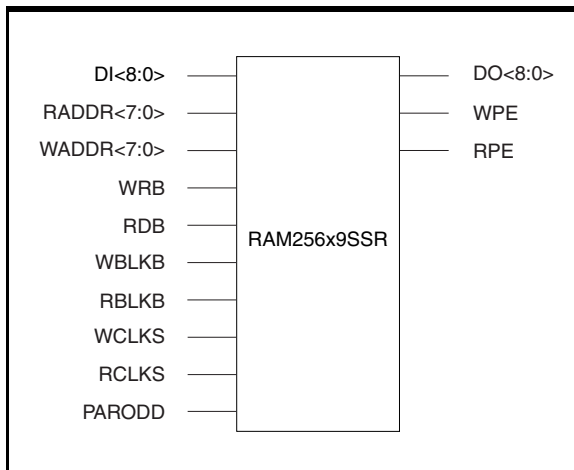 DI<8:0>
RADDR<7:0>
WADDR<7:0>
WRB
RDB
WBLKB
RBLKB
WCLKS
RCLKS
PARODD
RAM256x9SSR
DO<8:0>
WPE
RPE